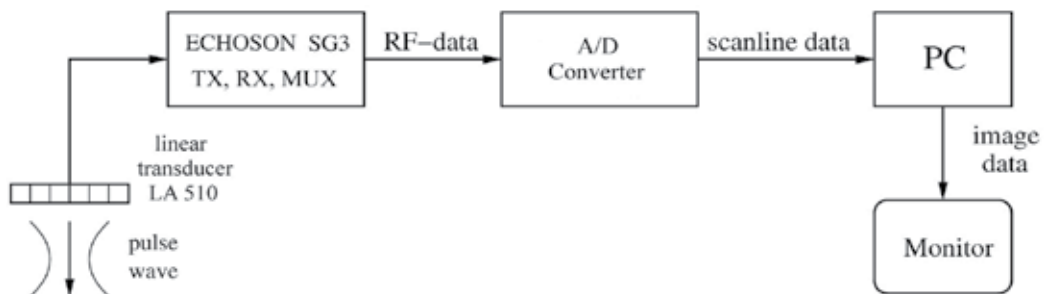 ECHOSON SG3
TX, RX, MUX
RF-data
A/D
Converter
scanline data
PC
image
data
Monitor
linear
transducer
LA 510
pulse
wave